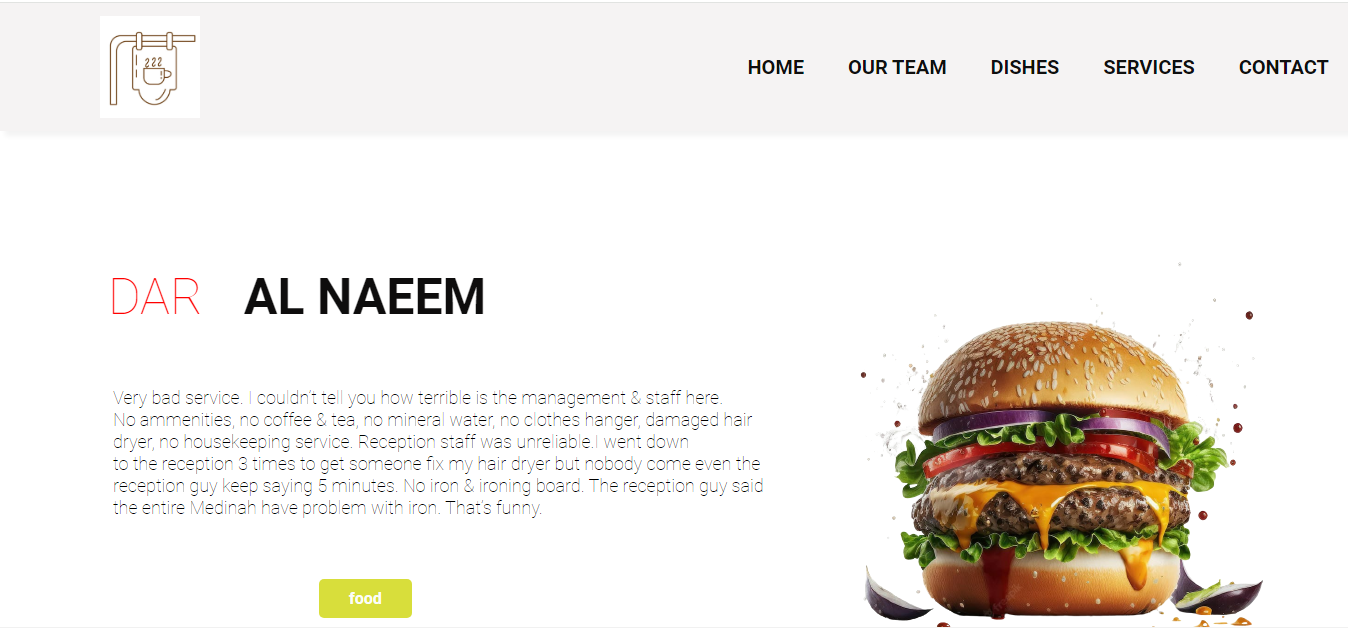 HOME OUR TEAM DISHES SERVICES CONTACT
DAR AL NAEEM
Very bad service. I couldn't tell you how terrible is the management & staff here.
No ammenities, no coffee & tea, no mineral water, no clothes hanger, damaged hair
dryer, no housekeeping service. Reception staff was unreliable.I went down
to the reception 3 times to get someone fix my hair dryer but nobody come even the
reception guy keep saying 5 minutes. No iron & ironing board. The reception guy said
the entire Medinah have problem with iron. That's funny.
food